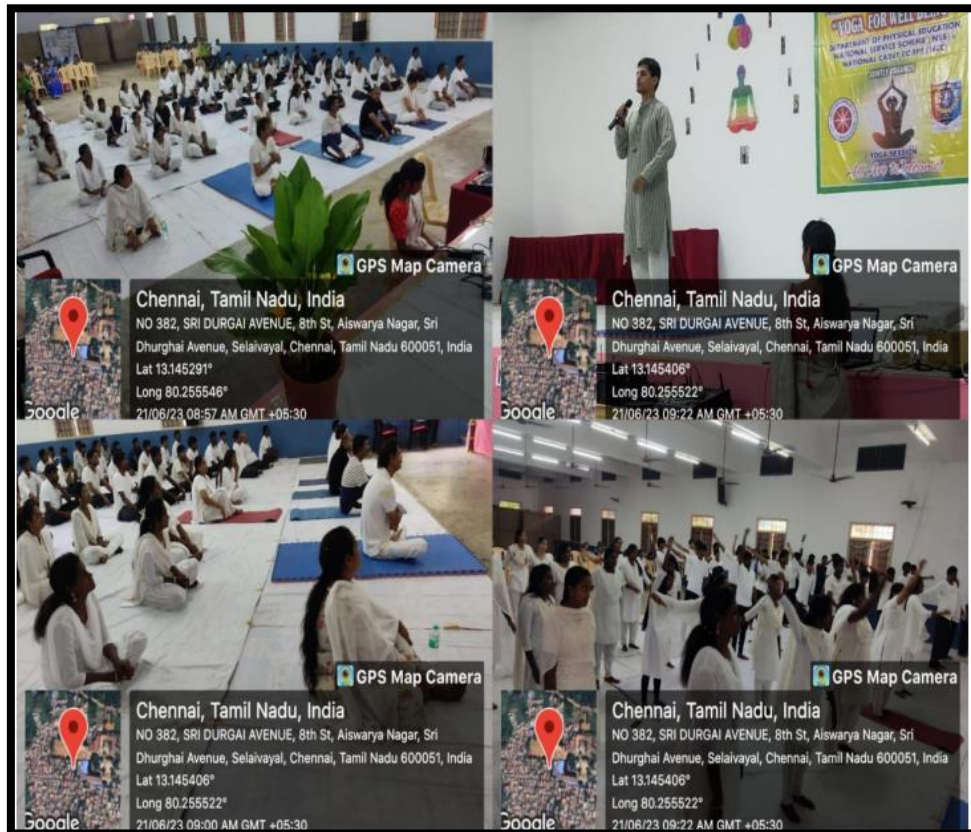 "YOGA FOR WELL BEING"
DEPARTMENT OF PHYSICAL EDUCATION
NATIONAL SERVICE SCHEME
YOGA SESSION
GPS Map Camera
Chennai, Tamil Nadu, India
NO 382, SRI DURGAI AVENUE, 8th St, Aiswarya Nagar, Sri
Dhurghai Avenue, Selaivayal, Chennai, Tamil Nadu 600051, India
Lat 13.145291°
Long 80.255546°
21/06/23 08:57 AM GMT +05:30
Google
GPS Map Camera
Chennai, Tamil Nadu, India
NO 382, SRI DURGAI AVENUE, 8th St, Aiswarya Nagar, Sri
Dhurghai Avenue, Selaivayal, Chennai, Tamil Nadu 600051, India
Lat 13.145406°
Long 80.255522°
21/06/23 09:22 AM GMT +05:30
Google
GPS Map Camera
Chennai, Tamil Nadu, India
NO 382, SRI DURGAI AVENUE, 8th St, Aiswarya Nagar, Sri
Dhurghai Avenue, Selaivayal, Chennai, Tamil Nadu 600051, India
Lat 13.145406°
Long 80.255522°
21/06/23 09:00 AM GMT +05:30
Google
GPS Map Camera
Chennai, Tamil Nadu, India
NO 382, SRI DURGAI AVENUE, 8th St, Aiswarya Nagar, Sri
Dhurghai Avenue, Selaivayal, Chennai, Tamil Nadu 600051, India
Lat 13.145406°
Long 80.255522°
21/06/23 09:22 AM GMT +05:30
Google